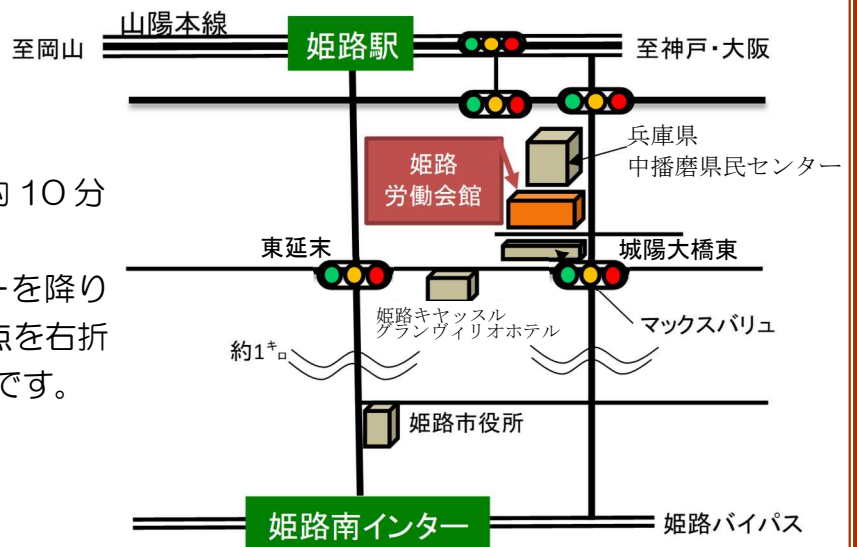 山陽本線
至岡山
姫路駅
至神戸・大阪
兵庫県
中播磨県民センター
姫路
労働会館
10分
東延末
城陽大橋東
ーを降り
点を右折
です。
姫路キャッスル
グランヴィリオホテル
マックスバリュ
約1㌔
姫路市役所
姫路南インター
姫路バイパス